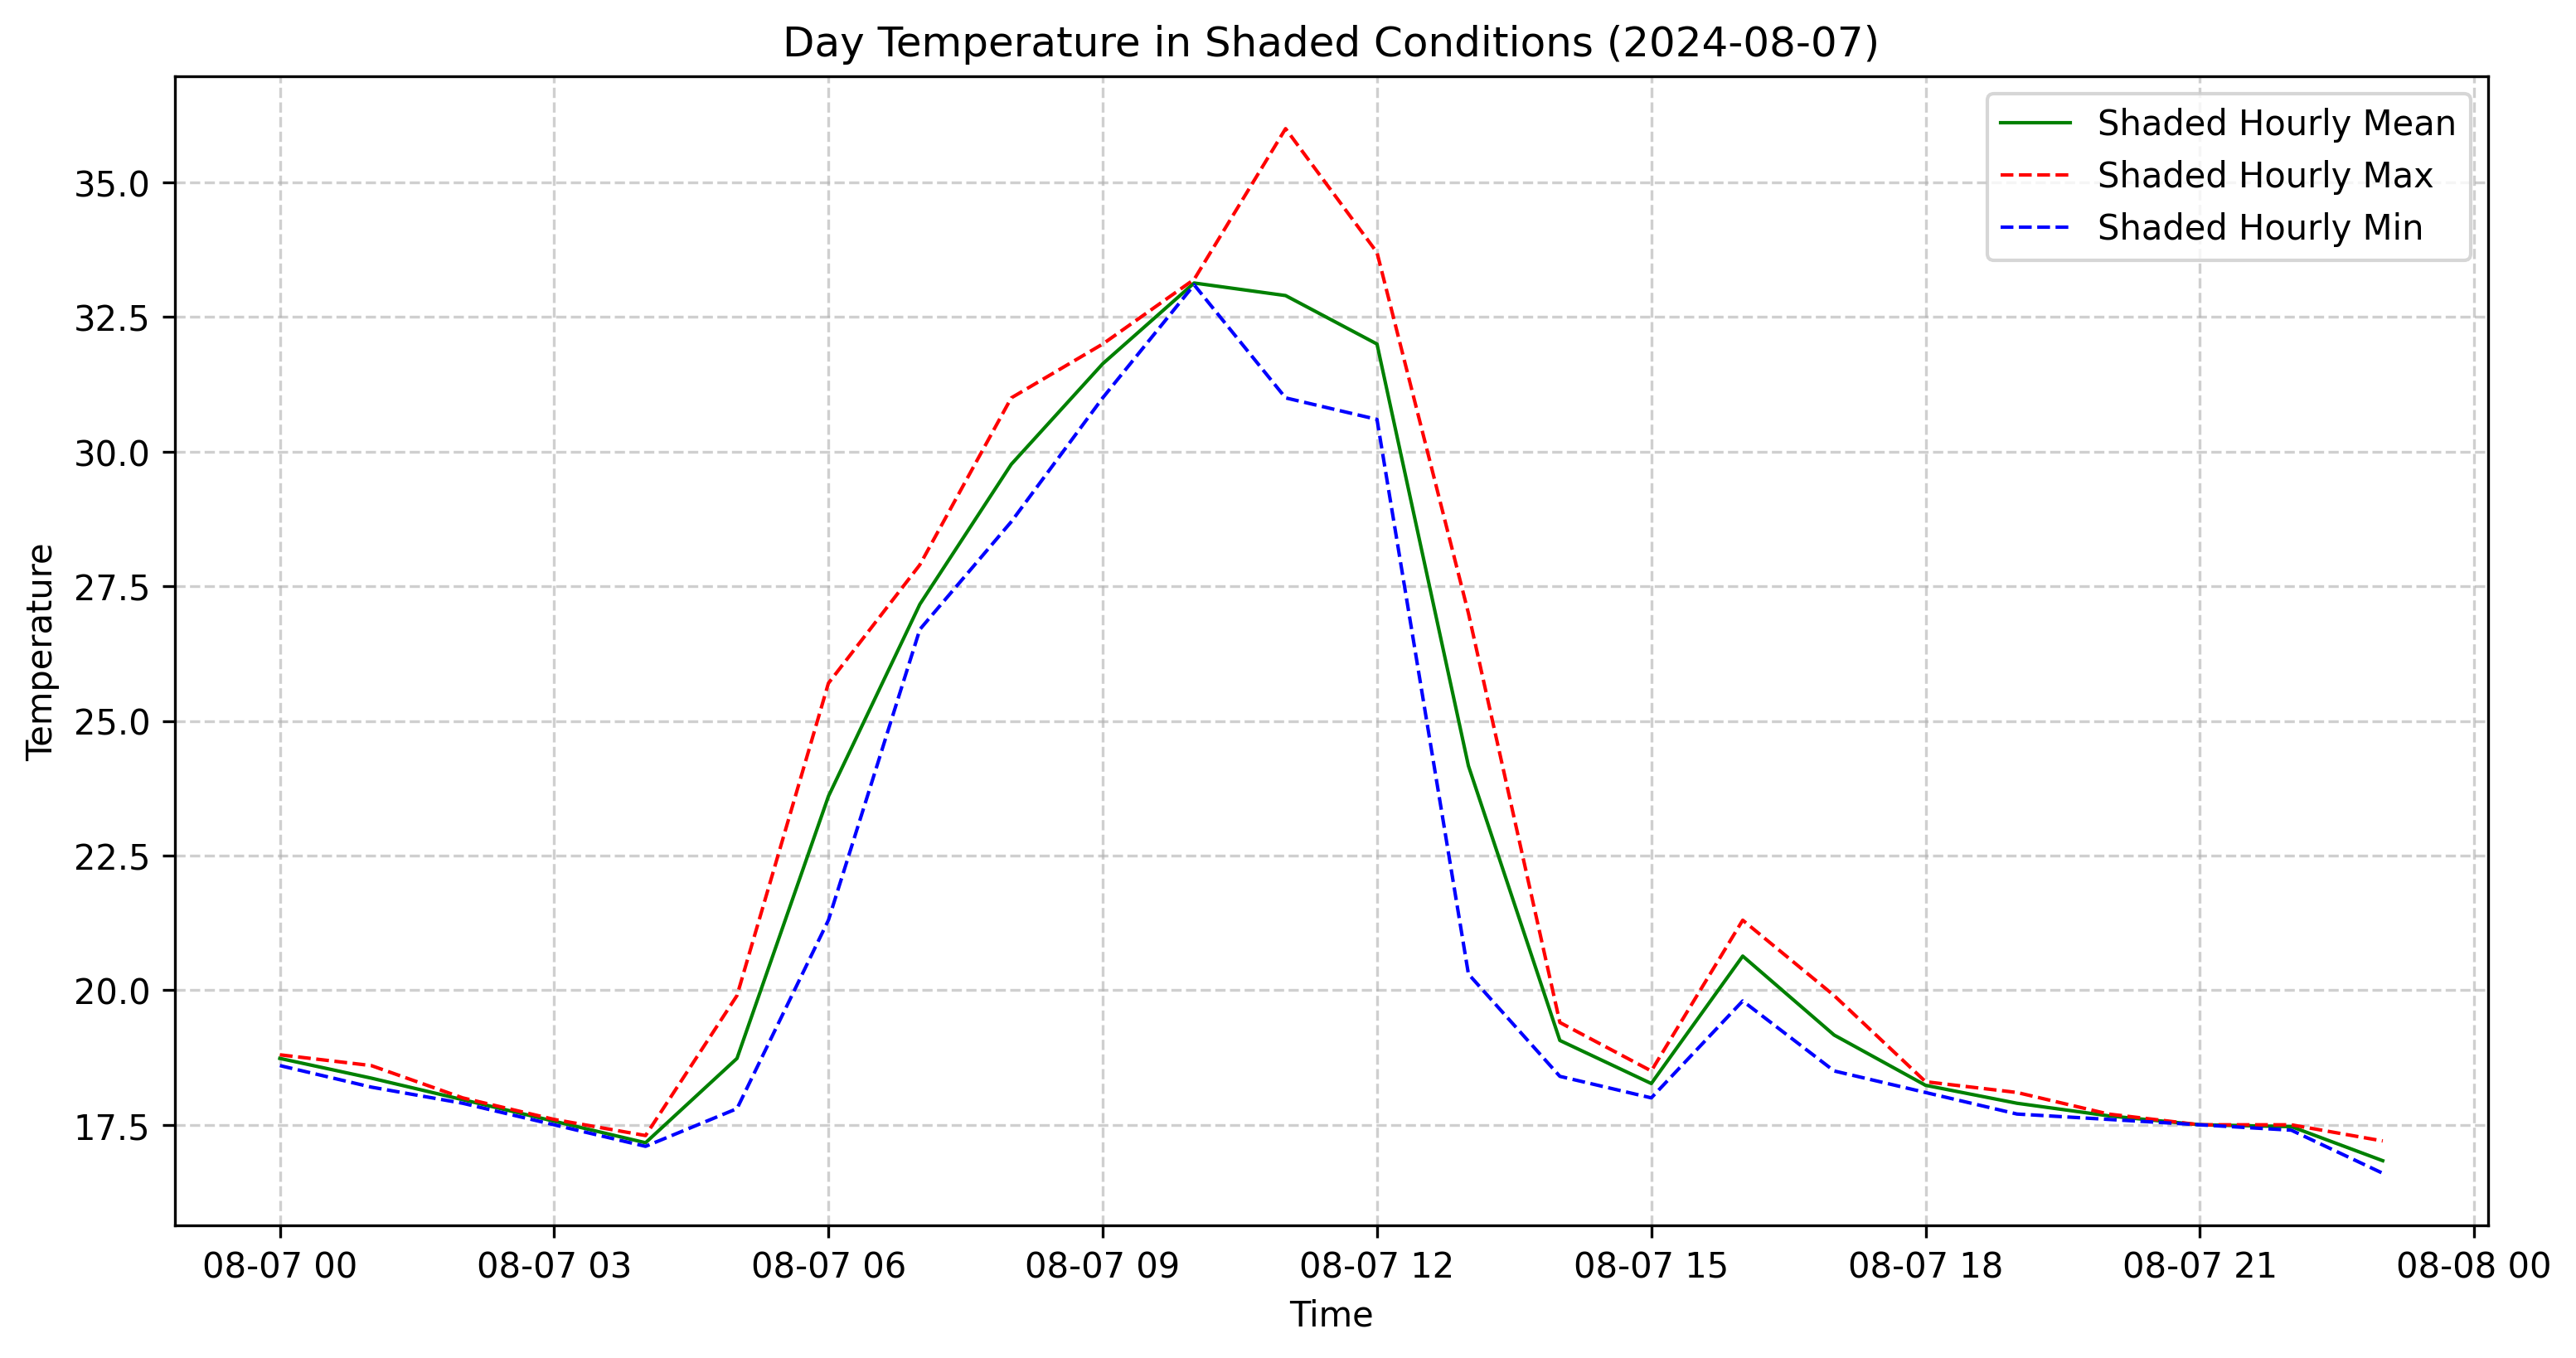 Day Temperature in Shaded Conditions (2024-08-07)
Shaded Hourly Mean
Shaded Hourly Max
Shaded Hourly Min
35.0
32.5
30.0
27.5
25.0
22.5
20.0
17.5
Temperature
08-07 00 08-07 03 08-07 06 08-07 09 08-07 12 08-07 15 08-07 18 08-07 21 08-08 00
Time